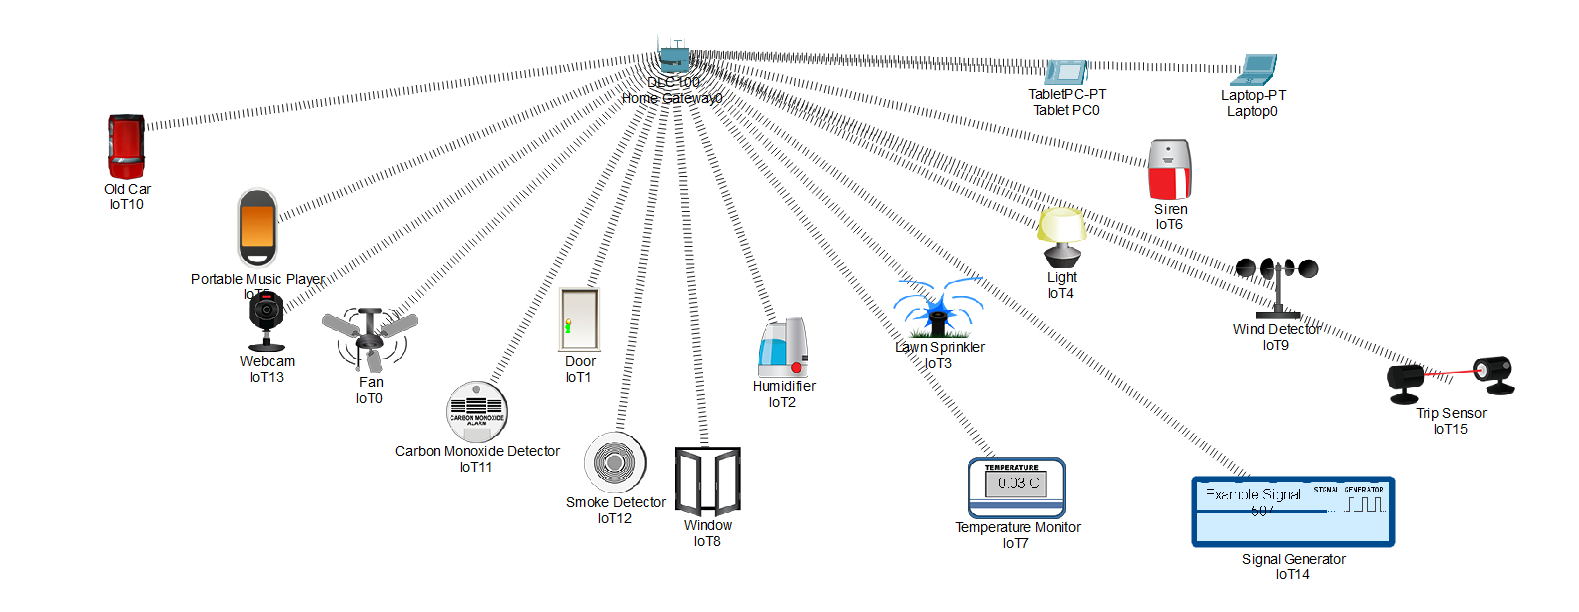 DLC 100
Home Gateway0
TabletPC-PT
Tablet PC0
Laptop-PT
Laptop0
Old Car
IoT10
Siren
IoT6
Portable Music Player
IoT5
Light
IoT4
Wind Detector
IoT9
Webcam
IoT13
Fan
IoT0
Door
IoT1
Lawn Sprinkler
IoT3
Humidifier
IoT2
Trip Sensor
IoT15
CARBON MONOXIDE
ALARM
Carbon Monoxide Detector
IoT11
Smoke Detector
IoT12
Window
IoT8
TEMPERATURE
0.03 C
Temperature Monitor
IoT7
Example Signal
SIGNAL GENERATOR
Signal Generator
IoT14